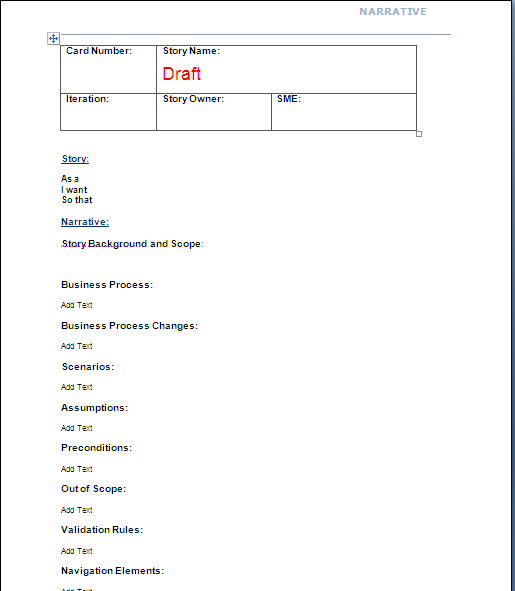 NARRATIVE
Card Number: Story Name:
Draft
Iteration: Story Owner: SME:
Story:
As a
I want
So that
Narrative:
Story Background and Scope:
Business Process:
Add Text
Business Process Changes:
Add Text
Scenarios:
Add Text
Assumptions:
Add Text
Preconditions:
Add Text
Out of Scope:
Add Text
Validation Rules:
Add Text
Navigation Elements:
Add Text